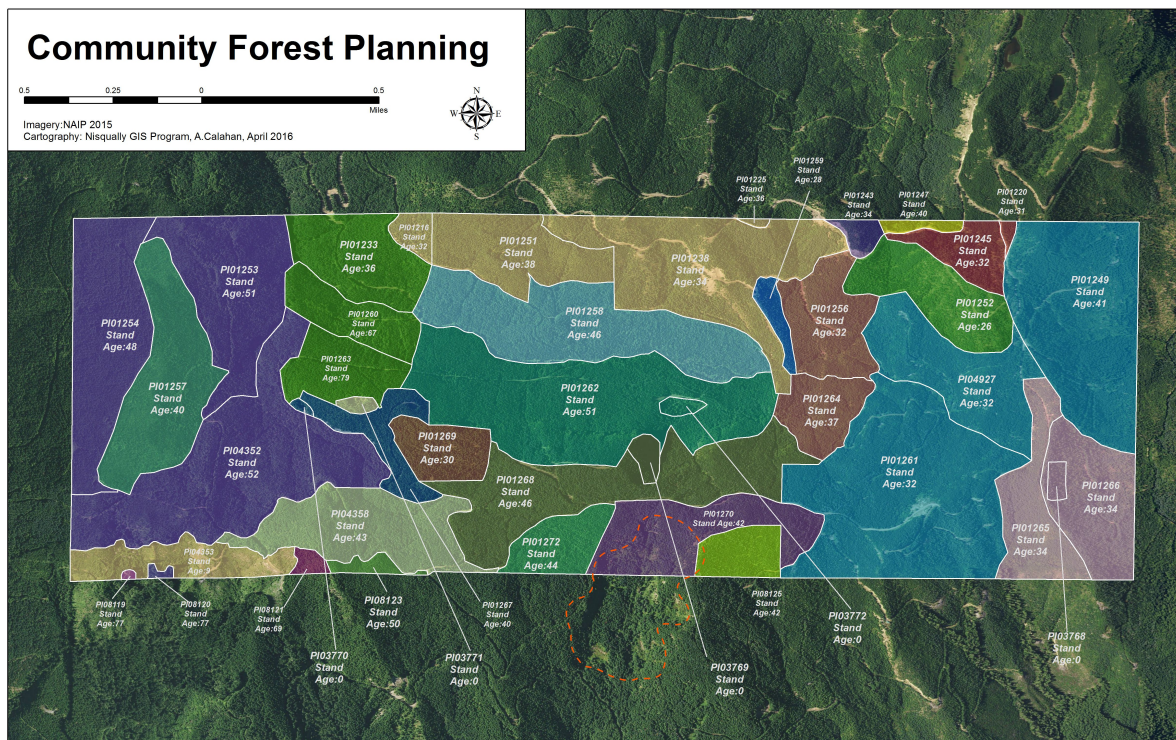 Community Forest Planning
0.5 0.25 0 0.5
Miles
N
W E
S
Imagery:NAIP 2015
Cartography: Nisqually GIS Program, A.Calahan, April 2016
PI01225
Stand
Age:36
PI01259
Stand
Age:28
PI01243
Stand
Age:34
PI01247
Stand
Age:40
PI01220
Stand
Age:31
PI01254
Stand
Age:48
PI01253
Stand
Age:51
PI01233
Stand
Age:36
PI01216
Stand
Age:32
PI01251
Stand
Age:38
PI01236
Stand
Age:34
PI01245
Stand
Age:32
PI01249
Stand
Age:41
PI01260
Stand
Age:67
PI01258
Stand
Age:46
PI01256
Stand
Age:32
PI01252
Stand
Age:26
PI01263
Stand
Age:79
PI01257
Stand
Age:40
PI01262
Stand
Age:51
PI01264
Stand
Age:37
PI04927
Stand
Age:32
PI04352
Stand
Age:52
PI01269
Stand
Age:30
PI01268
Stand
Age:46
PI01261
Stand
Age:32
PI01266
Stand
Age:34
PI04358
Stand
Age:43
PI01270
Stand Age:42
PI01265
Stand
Age:34
PI04353
Stand
Age:9
PI01272
Stand
Age:44
PI08119
Stand
Age:77
PI08120
Stand
Age:77
PI08121
Stand
Age:69
PI08123
Stand
Age:50
PI01267
Stand
Age:40
PI08125
Stand
Age:42
PI03770
Stand
Age:0
PI03771
Stand
Age:0
PI03769
Stand
Age:0
PI03772
Stand
Age:0
PI03768
Stand
Age:0